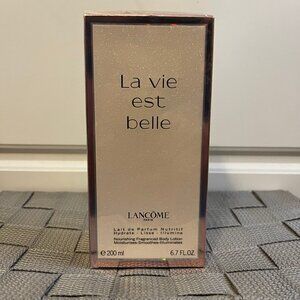 La vie
est
belle
LANCÔME
PARIS
Lait de Parfum Nutritif
Hydrate - Lisse - Illumine
Nourishing Fragranced Body Lotion
Moisturizes-Smoothes-Illuminates
e 200 ml 6.7 FL.OZ.